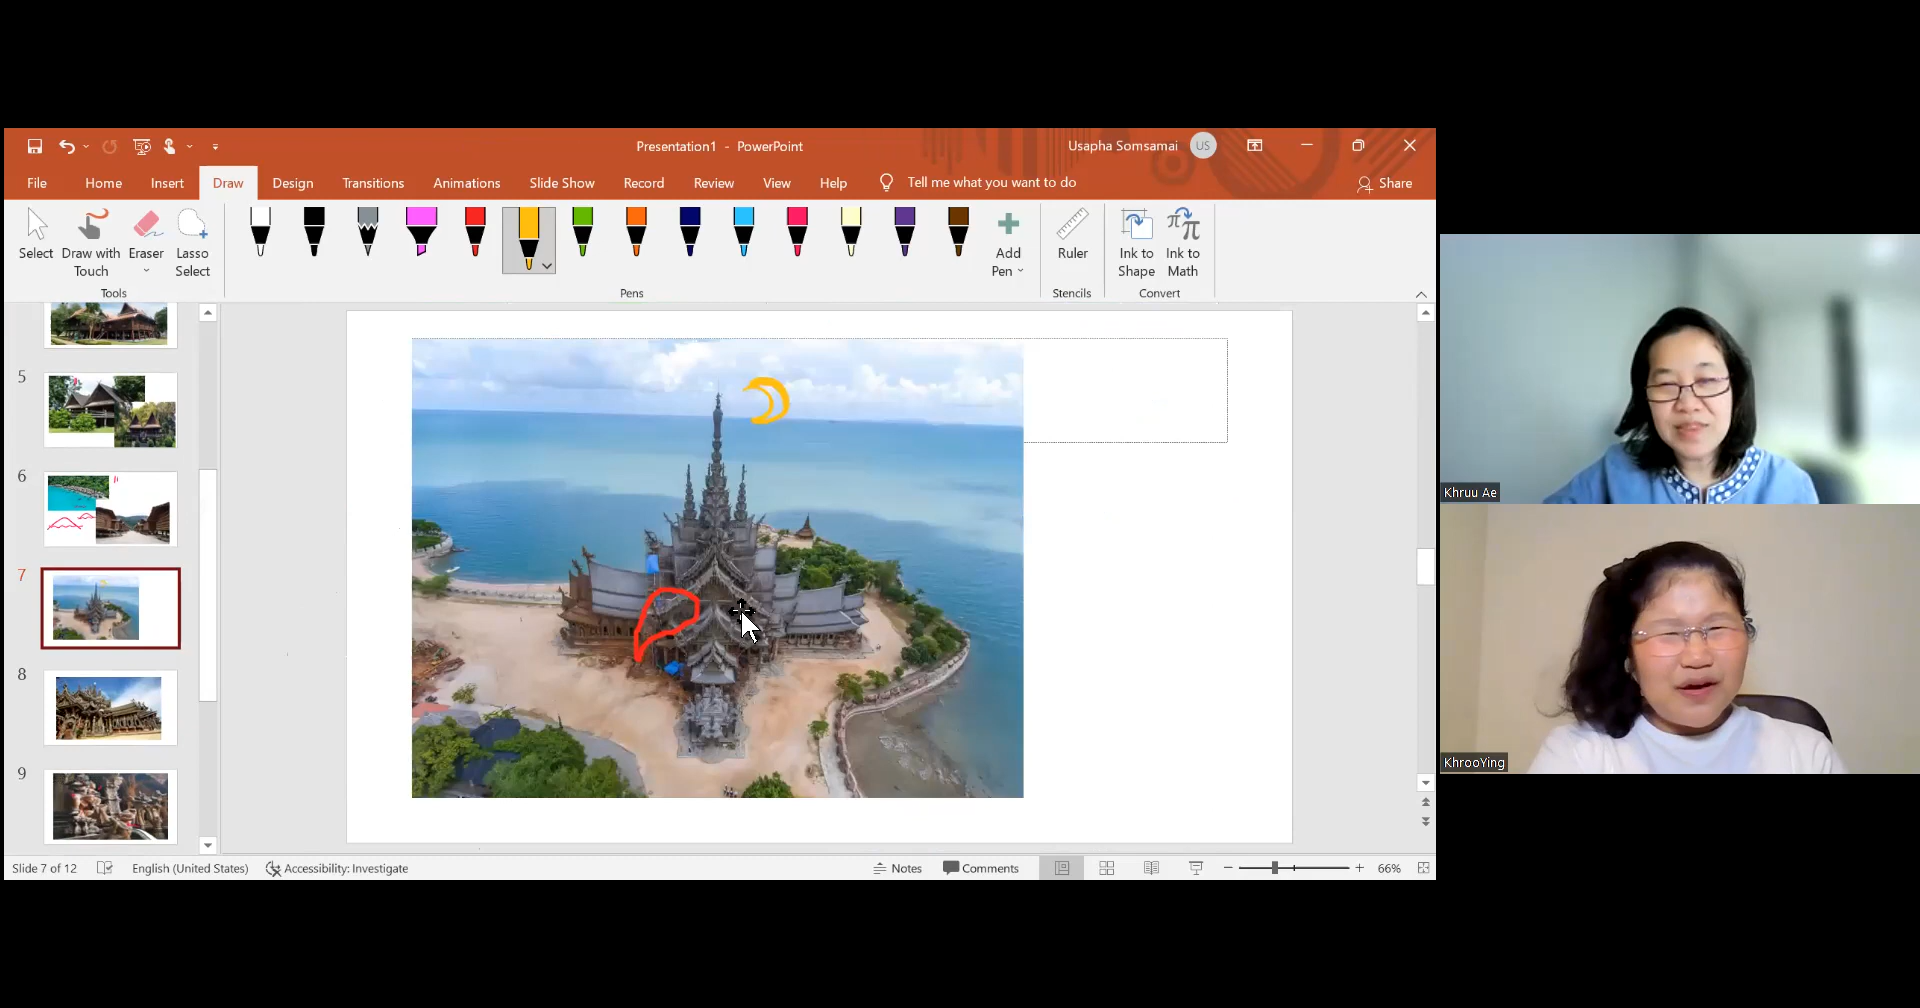 Presentation1 - PowerPoint
Usapha Somsamai
US
File
Home
Insert
Draw
Design
Transitions
Animations
Slide Show
Record
Review
View
Help
Tell me what you want to do
Share
Select
Draw with
Touch
Eraser
Lasso
Select
Add
Pen
Ruler
Ink to
Shape
Ink to
Math
Tools
Pens
Stencils
Convert
5
6
7
8
9
Khruu Ae
KhrooYing
Slide 7 of 12
English (United States)
Accessibility: Investigate
Notes
Comments
66%